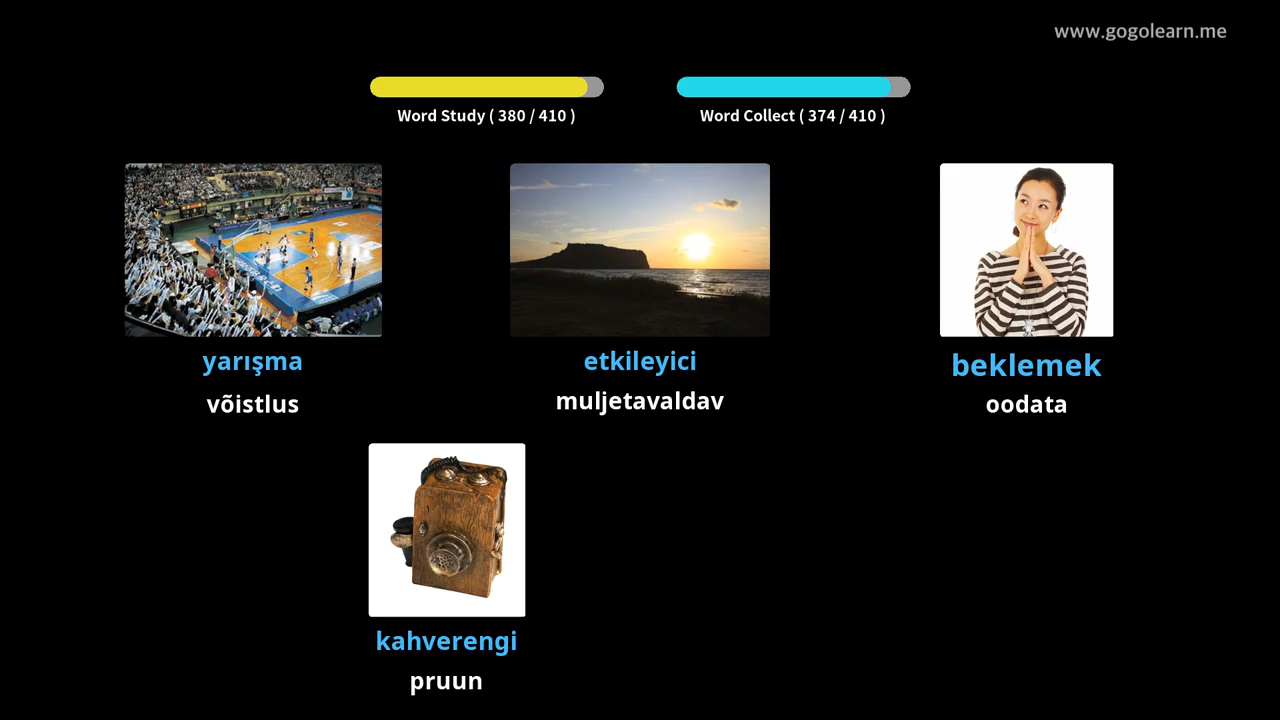 www.gogolearn.me
Word Study ( 380 / 410 )
Word Collect ( 374 / 410 )
yarışma
etkileyici
beklemek
võistlus
muljetavaldav
oodata
kahverengi
pruun